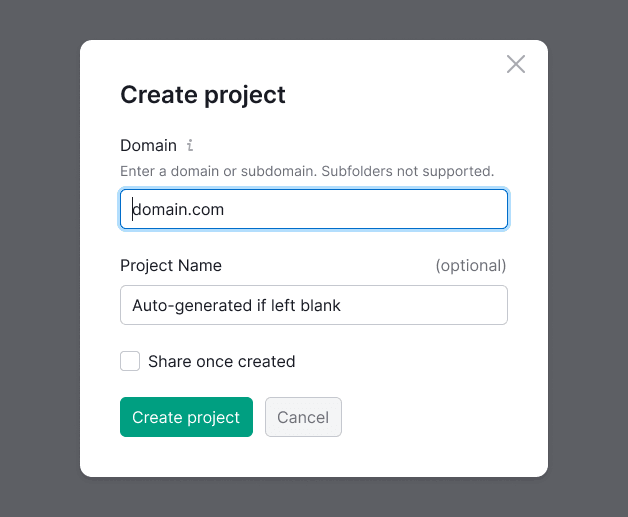 Create project
Domain i
Enter a domain or subdomain. Subfolders not supported.
domain.com
Project Name (optional)
Auto-generated if left blank
Share once created
Create project Cancel